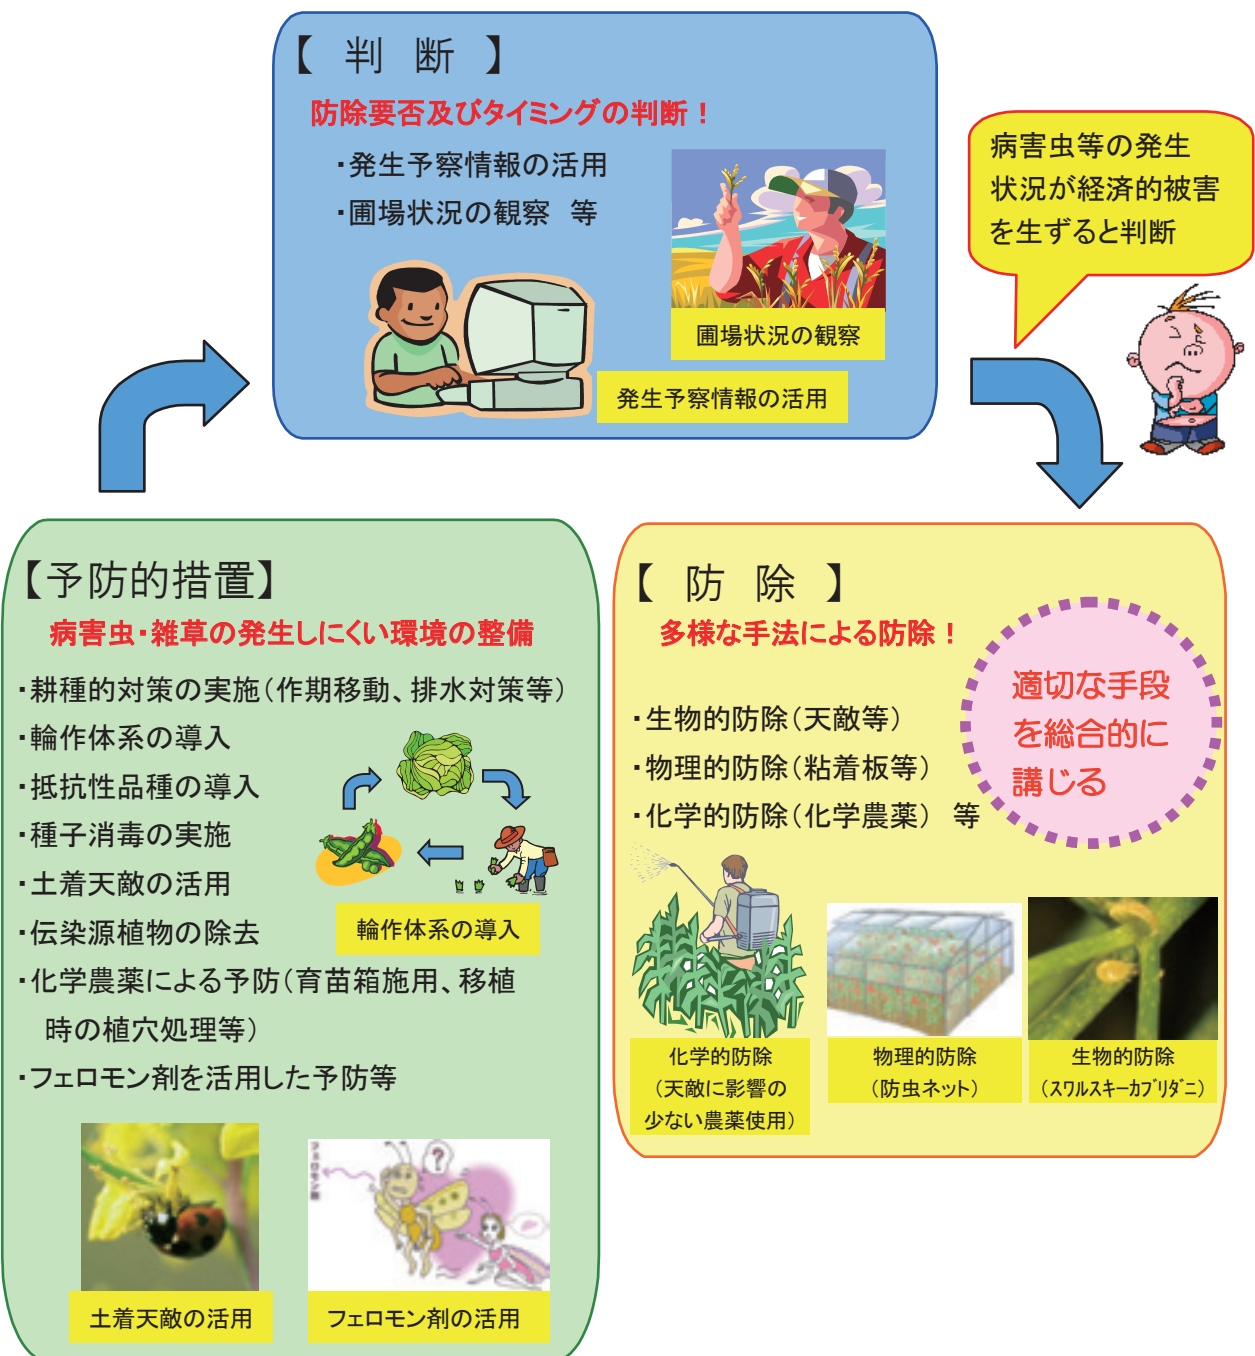 【　判　断　】
防除要否及びタイミングの判断！
・発生予察情報の活用
・圃場状況の観察　等
圃場状況の観察
発生予察情報の活用
病害虫等の発生
状況が経済的被害
を生ずると判断
【予防的措置】
病害虫・雑草の発生しにくい環境の整備
・耕種的対策の実施（作期移動、排水対策等）
・輪作体系の導入
・抵抗性品種の導入
・種子消毒の実施
・土着天敵の活用
・伝染源植物の除去
・化学農薬による予防（育苗箱施用、移植
時の植穴処理等）
・フェロモン剤を活用した予防等
輪作体系の導入
フェロモン剤
?
土着天敵の活用
フェロモン剤の活用
【　防　除　】
多様な手法による防除！
・生物的防除（天敵等）
・物理的防除（粘着板等）
・化学的防除（化学農薬）　等
適切な手段
を総合的に
講じる
化学的防除
（天敵に影響の
少ない農薬使用）
物理的防除
（防虫ネット）
生物的防除
（ｽﾜﾙｽｷｰｶﾌﾞﾘﾀﾞﾆ）